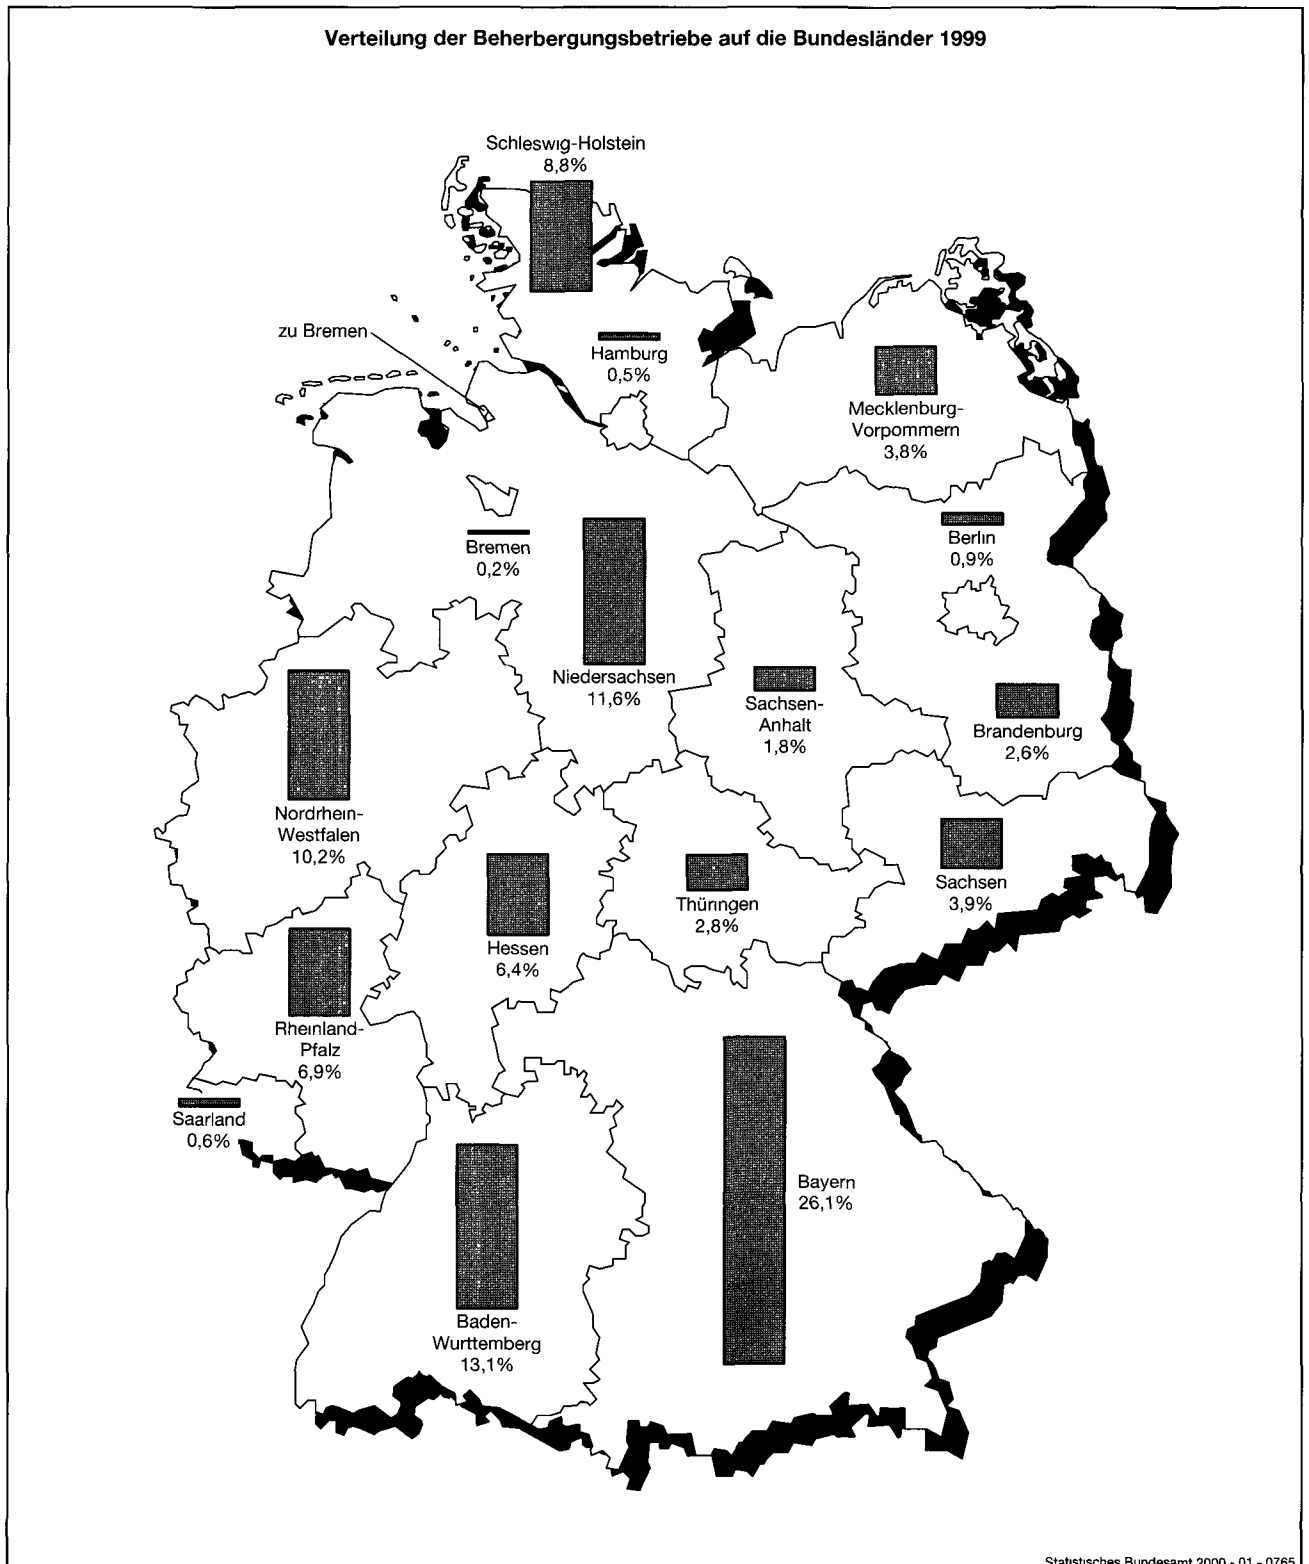 Verteilung der Beherbergungsbetriebe auf die Bundesländer 1999
Schleswig-Holstein
8,8%
zu Bremen
Hamburg
0,5%
Mecklenburg-
Vorpommern
3,8%
Bremen
0,2%
Berlin
0,9%
Niedersachsen
11,6%
Sachsen-
Anhalt
1,8%
Brandenburg
2,6%
Nordrhein-
Westfalen
10,2%
Hessen
6,4%
Thüringen
2,8%
Sachsen
3,9%
Rheinland-
Pfalz
6,9%
Saarland
0,6%
Bayern
26,1%
Baden-
Wurttemberg
13,1%
Statistisches Bundesamt 2000 - 01 - 0765